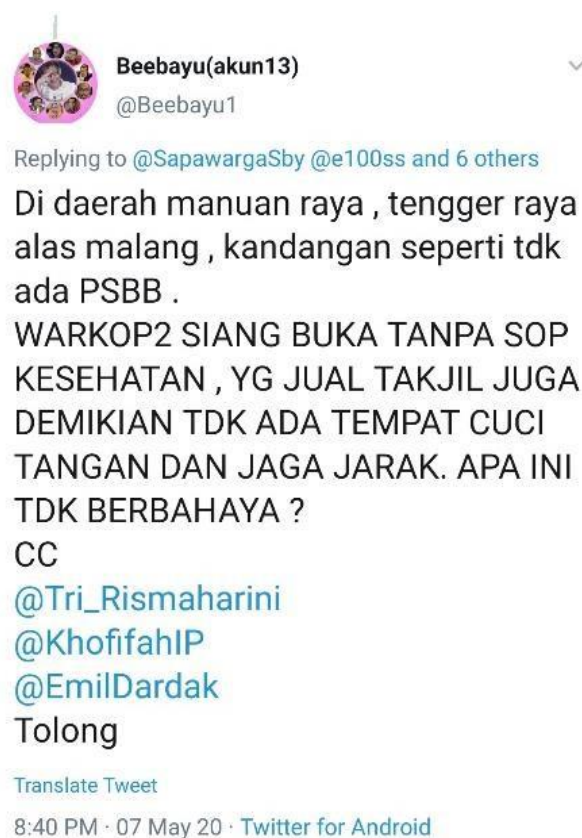 Beebayu(akun13)
@Beebayu1
Replying to @SapawargaSby @e100ss and 6 others
Di daerah manuan raya , tengger raya
alas malang , kandangan seperti tdk
ada PSBB .
WARKOP2 SIANG BUKA TANPA SOP
KESEHATAN , YG JUAL TAKJIL JUGA
DEMIKIAN TDK ADA TEMPAT CUCI
TANGAN DAN JAGA JARAK. APA INI
TDK BERBAHAYA ?
CC
@Tri_Rismaharini
@KhofifahIP
@EmilDardak
Tolong
Translate Tweet
8:40 PM · 07 May 20 · Twitter for Android